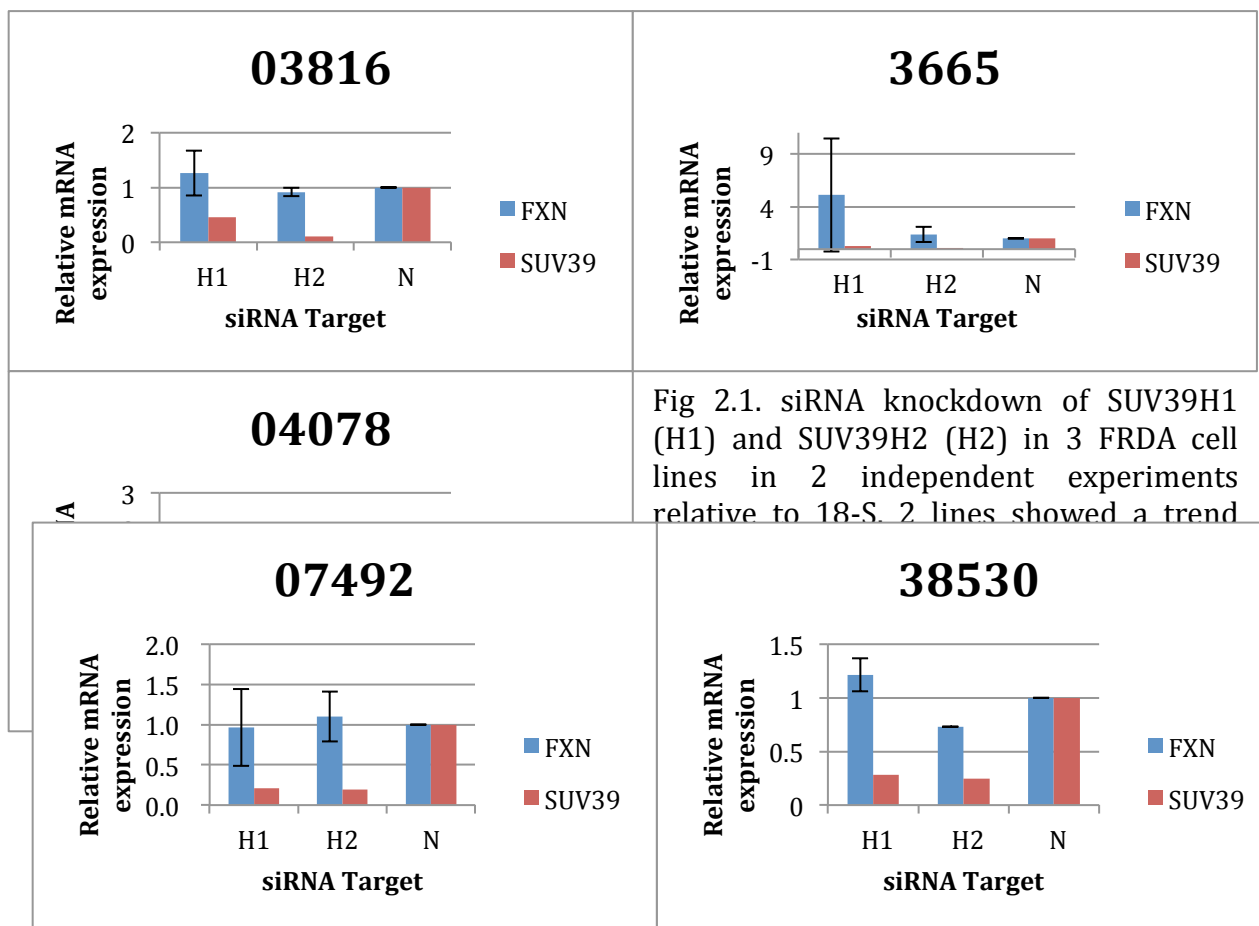 03816
Relative mRNA
expression
2
1
0
H1 H2 N
siRNA Target
FXN
SUV39
3665
Relative mRNA
expression
9
4
-1
H1 H2 N
siRNA Target
FXN
SUV39
04078
3
Fig 2.1. siRNA knockdown of SUV39H1
(H1) and SUV39H2 (H2) in 3 FRDA cell
lines in 2 independent experiments
relative to 18-S. 2 lines showed a trend
07492
Relative mRNA
expression
2.0
1.5
1.0
0.5
0.0
H1 H2 N
siRNA Target
FXN
SUV39
38530
Relative mRNA
expression
1.5
1
0.5
0
H1 H2 N
siRNA Target
FXN
SUV39